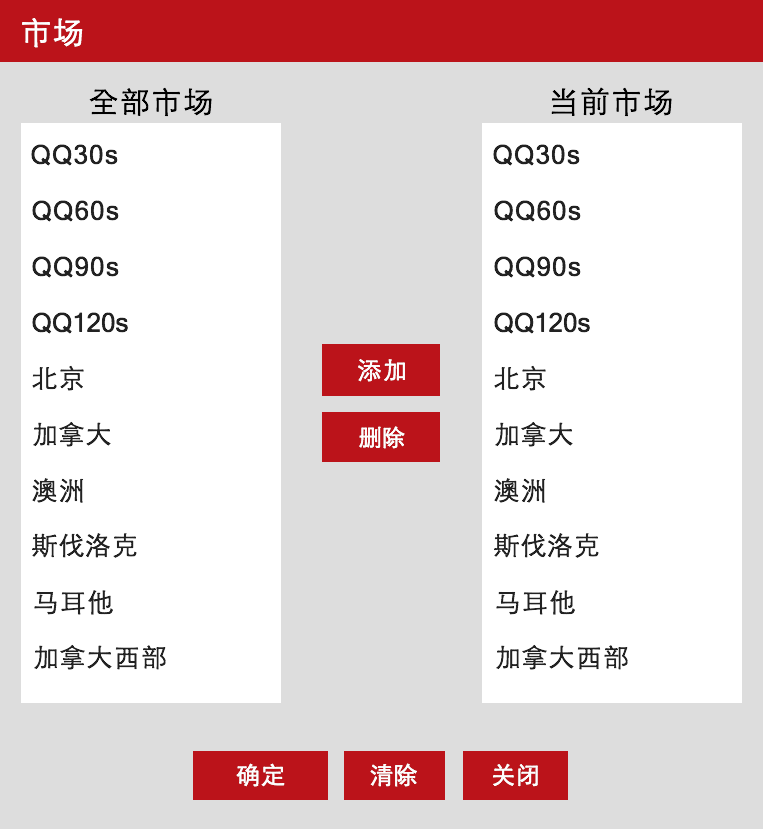 市场
全部市场
QQ30s
QQ60s
QQ90s
QQ120s
北京
加拿大
澳洲
斯伐洛克
马耳他
加拿大西部
添加
删除
当前市场
QQ30s
QQ60s
QQ90s
QQ120s
北京
加拿大
澳洲
斯伐洛克
马耳他
加拿大西部
确定
清除
关闭